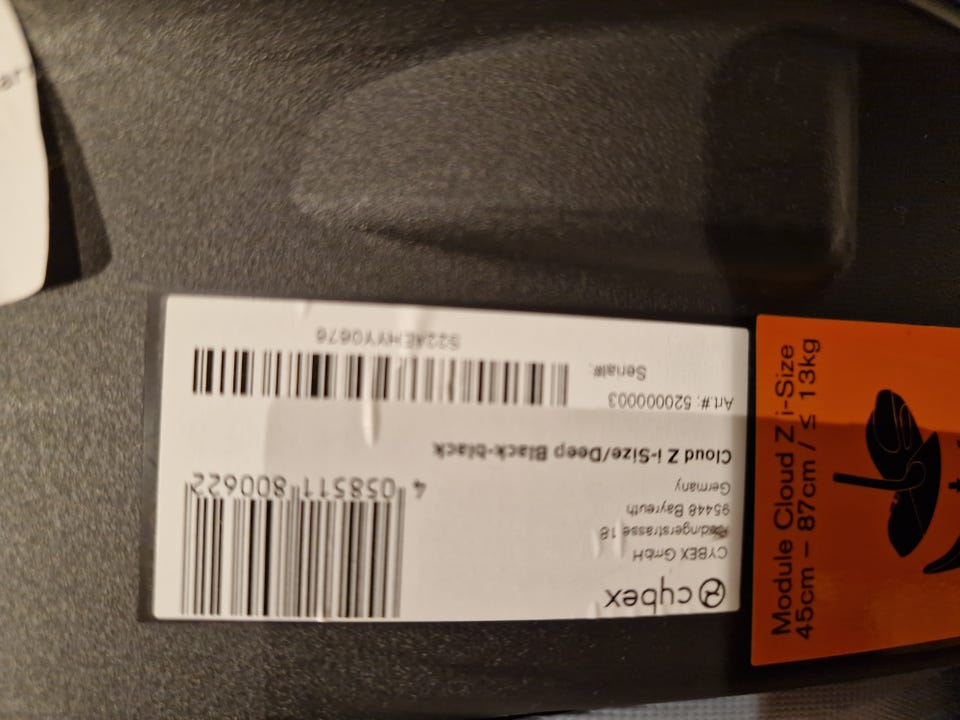 cybex
CYBEX GmbH
Riedingerstrasse 18
95448 Bayreuth
Germany
4 058511 800622
Cloud Z i-Size/Deep Black-black
Art.#: 520000003
Serial#:
Module Cloud Z i-Size
45cm – 87cm / ≤ 13kg